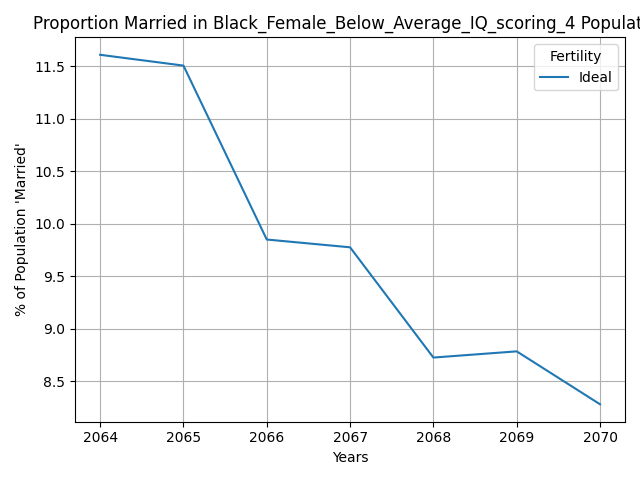 Proportion Married in Black_Female_Below_Average_IQ_scoring_4 Populat
Fertility
Ideal
% of Population 'Married'
11.5
11.0
10.5
10.0
9.5
9.0
8.5
2064 2065 2066 2067 2068 2069 2070
Years